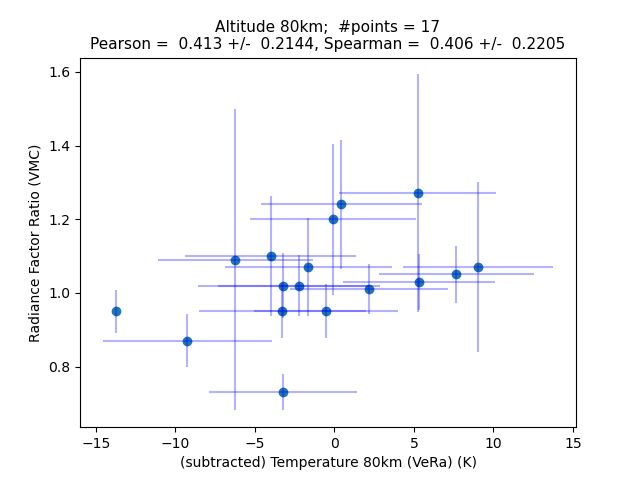 Altitude 80km;  #points = 17
Pearson =  0.413 +/-  0.2144, Spearman =  0.406 +/-  0.2205
1.6
1.4
1.2
1.0
0.8
Radiance Factor Ratio (VMC)
−15 −10 −5 0 5 10 15
(subtracted) Temperature 80km (VeRa) (K)